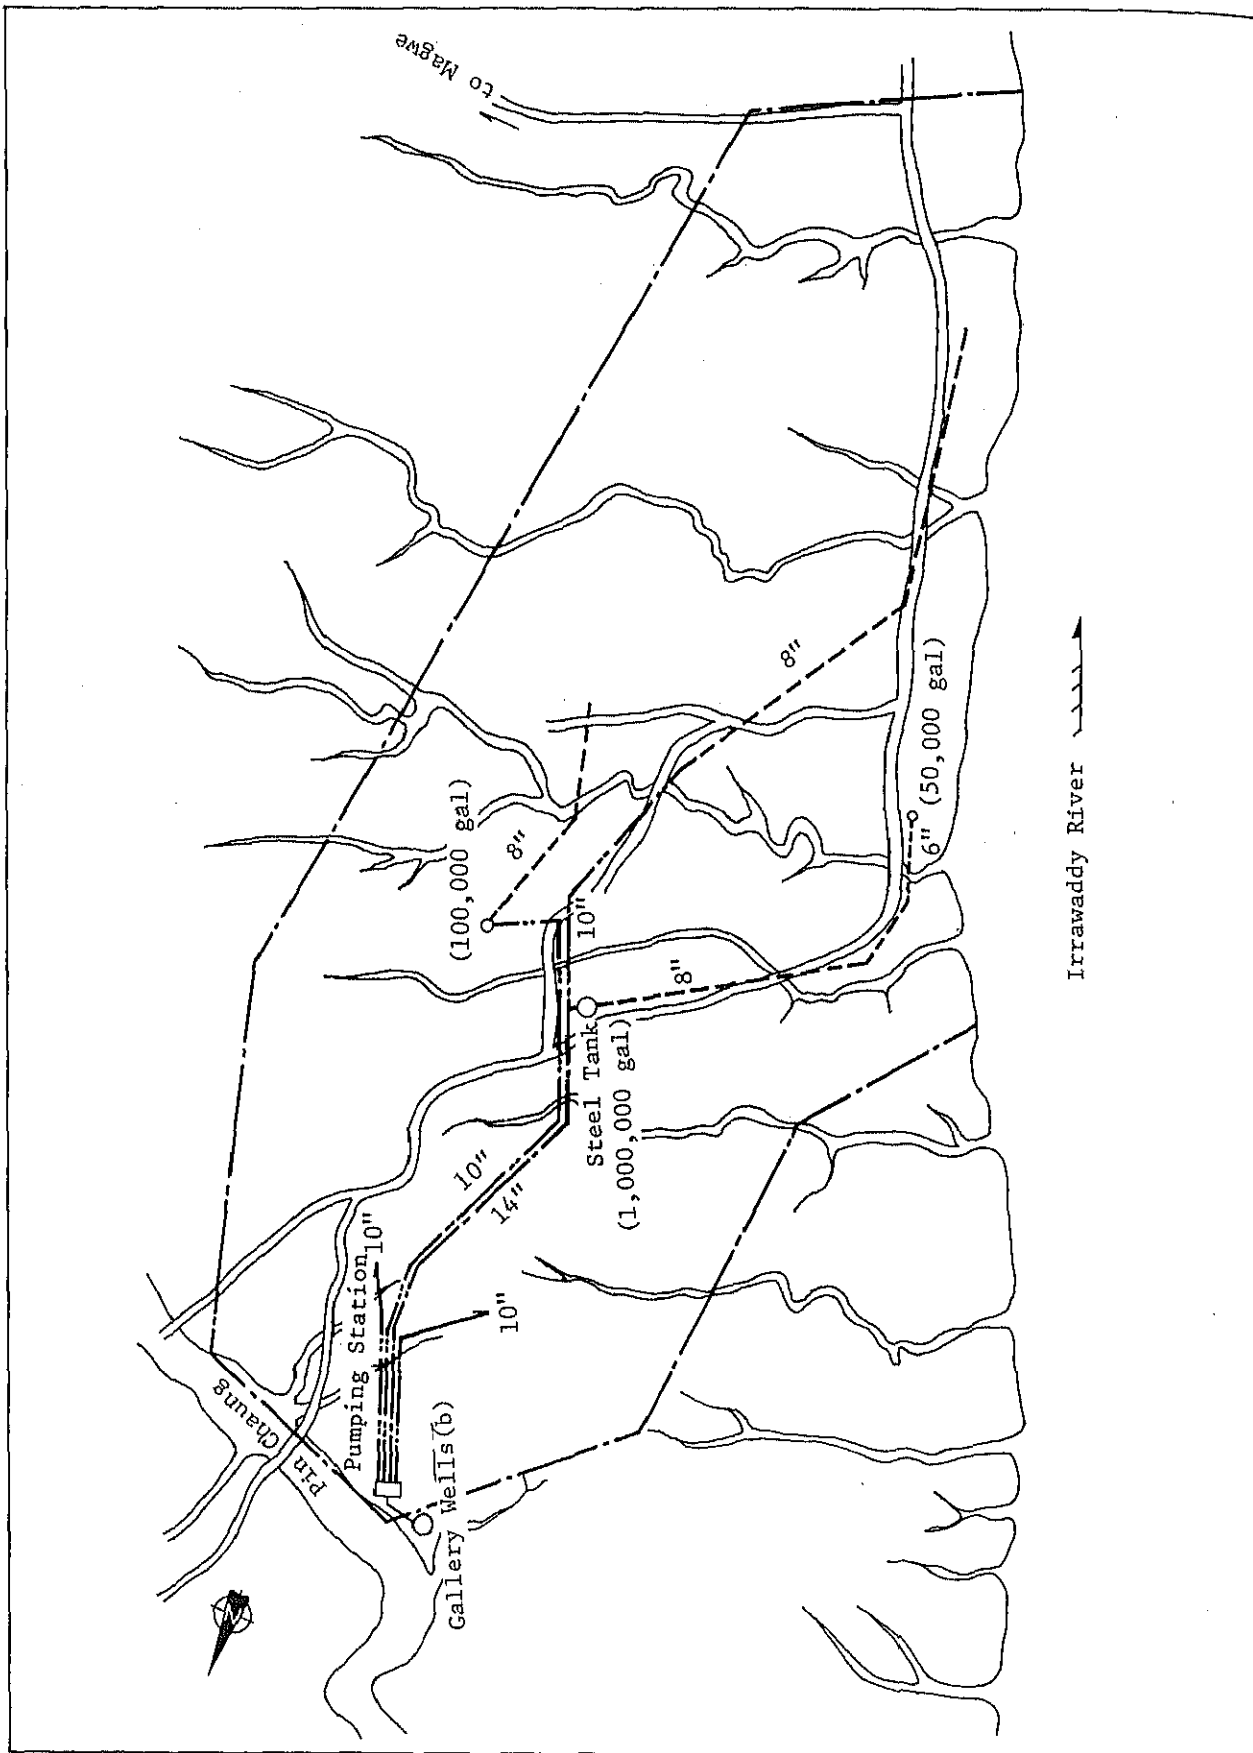 to Magwe
8"
(100,000 gal)
8"
6" (50,000 gal)
10"
8"
Steel Tank
(1,000,000 gal)
10"
14"
10"
10"
Pumping Station
Pin Chaung
Gallery Wells(b)
Irrawaddy River